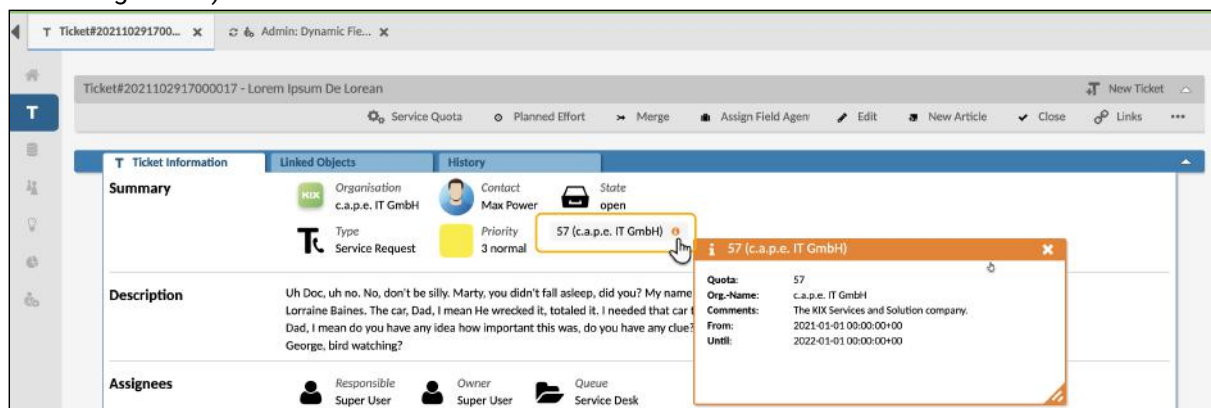 T Ticket#202110291700... x
Admin: Dynamic Fie... x
Ticket#2021102917000017 - Lorem Ipsum De Lorean
New Ticket
Service Quota Planned Effort Merge Assign Field Agen Edit New Article Close Links •••
T Ticket Information Linked Objects History
Summary
KIX Organisation Contact State
c.a.p.e. IT GmbH Max Power open
Type Priority 57 (c.a.p.e. IT GmbH)
Service Request 3 normal
i 57 (c.a.p.e. IT GmbH) x
Quota: 57
Org.-Name: c.a.p.e. IT GmbH
Comments: The KIX Services and Solution company.
From: 2021-01-01 00:00:00+00
Until: 2022-01-01 00:00:00+00
Description
Uh Doc, uh no. No, don't be silly. Marty, you didn't fall asleep, did you? My name
Lorraine Baines. The car, Dad, I mean He wrecked it, totaled it. I needed that car
Dad, I mean do you have any idea how important this was, do you have any clue?
George, bird watching?
Assignees
Responsible Owner Queue
Super User Super User Service Desk